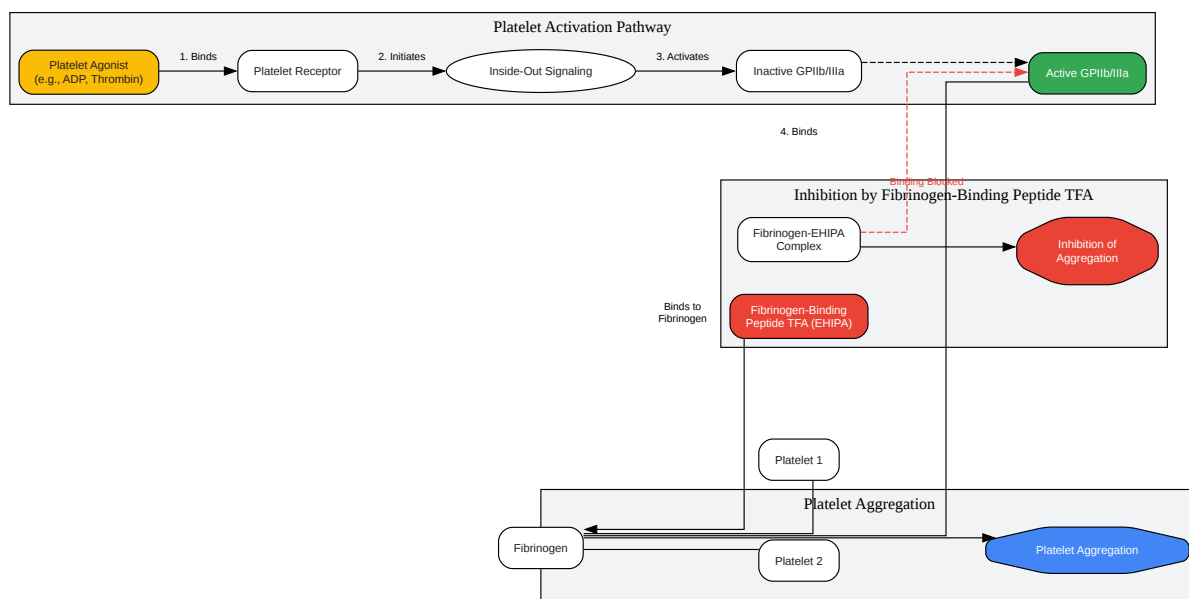 Platelet Activation Pathway
Platelet Agonist
(e.g., ADP, Thrombin)
1. Binds
Platelet Receptor
2. Initiates
Inside-Out Signaling
3. Activates
Inactive GPIIb/IIIa
Active GPIIb/IIIa
4. Binds
Binding Blocked
Inhibition by Fibrinogen-Binding Peptide TFA
Fibrinogen-EHIPA
Complex
Inhibition of
Aggregation
Binds to
Fibrinogen
Fibrinogen-Binding
Peptide TFA (EHIPA)
Platelet 1
Platelet Aggregation
Fibrinogen
Platelet 2
Platelet Aggregation